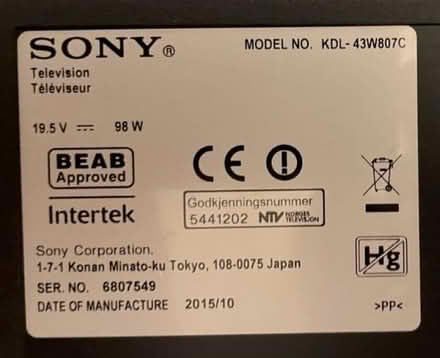 SONY®
MODEL NO. KDL- 43W807C
Television
Téléviseur
19.5 V ⎓ 98 W
BEAB
Approved
Intertek
CE
Godkjenningsnummer
5441202 NTV NORGES
TELEVISJON
Sony Corporation.
1-7-1 Konan Minato-ku Tokyo, 108-0075 Japan
SER. NO. 6807549
DATE OF MANUFACTURE 2015/10
Hg
>PP<